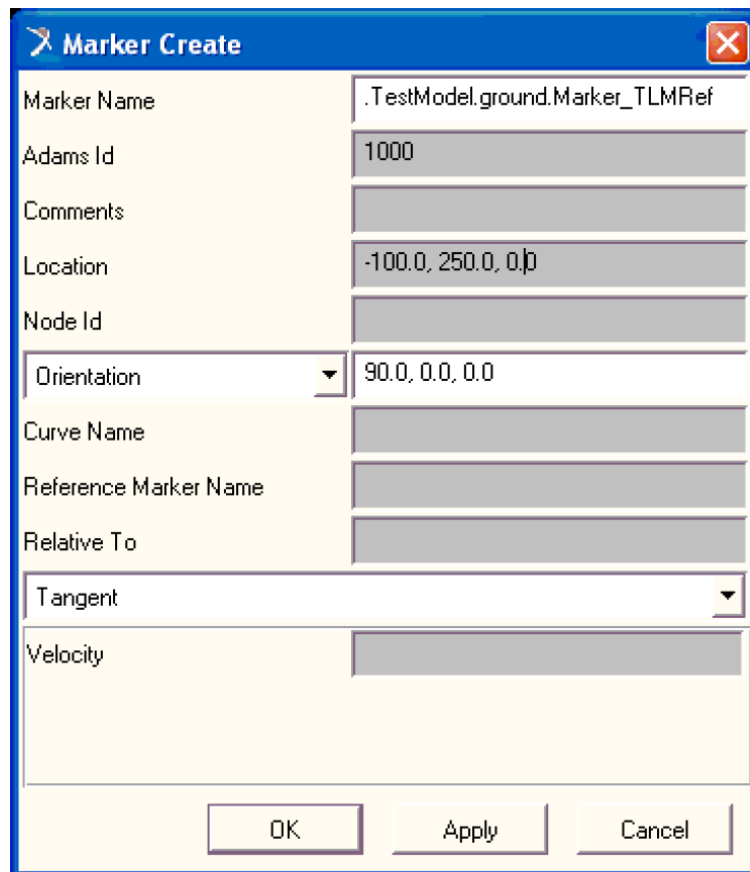 Marker Create
Marker Name .TestModel.ground.Marker_TLMRef
Adams Id 1000
Comments
Location -100.0, 250.0, 0.0
Node Id
Orientation 90.0, 0.0, 0.0
Curve Name
Reference Marker Name
Relative To
Tangent
Velocity
OK Apply Cancel